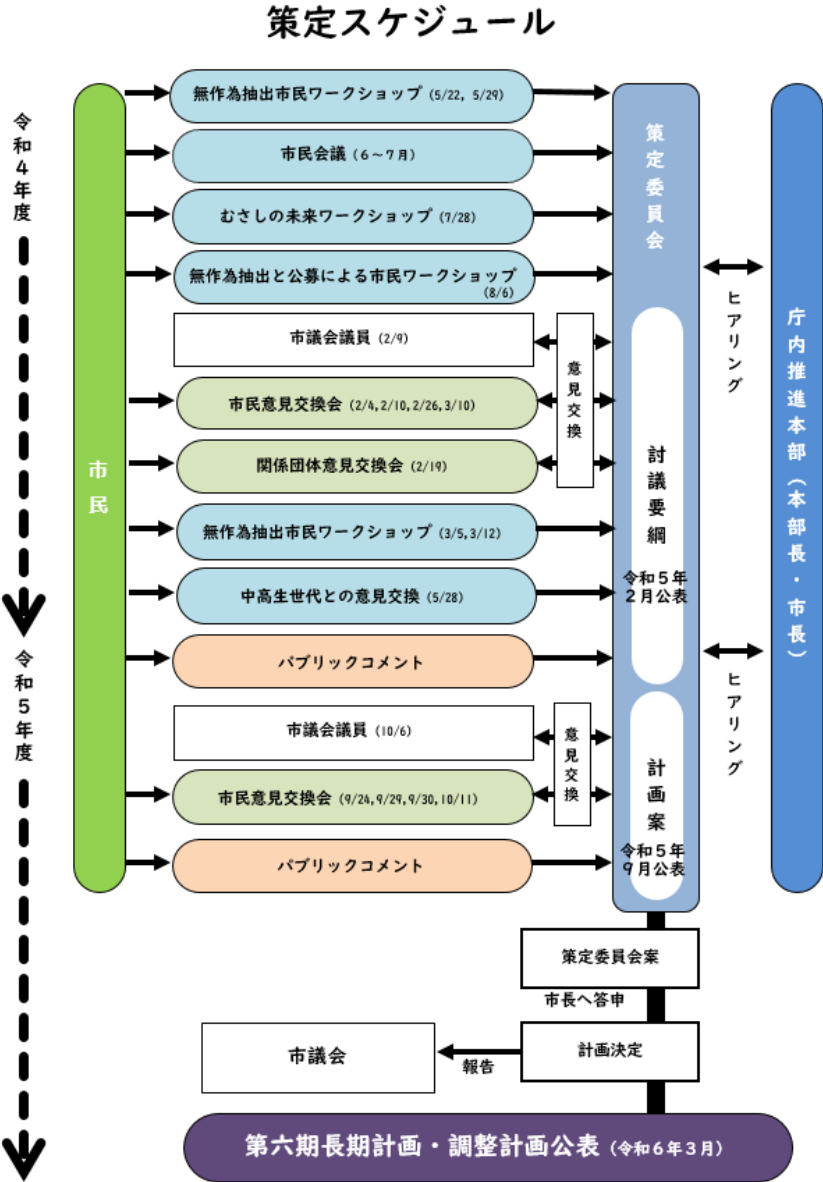 策定スケジュール
令和4年度
令和5年度
市民
無作為抽出市民ワークショップ (5/22, 5/29)
市民会議 (6～7月)
むさしの未来ワークショップ (7/28)
無作為抽出と公募による市民ワークショップ
(8/6)
市議会議員 (2/9)
市民意見交換会 (2/4,2/10,2/26,3/10)
関係団体意見交換会 (2/19)
無作為抽出市民ワークショップ (3/5,3/12)
中高生世代との意見交換 (5/28)
パブリックコメント
市議会議員 (10/6)
市民意見交換会 (9/24,9/29,9/30,10/11)
パブリックコメント
意見交換
意見交換
策定委員会
討議要綱
令和5年
2月公表
計画案
令和5年
9月公表
ヒアリング
ヒアリング
庁内推進本部(本部長・市長)
策定委員会案
市長へ答申
計画決定
報告
市議会
第六期長期計画・調整計画公表 (令和6年3月)